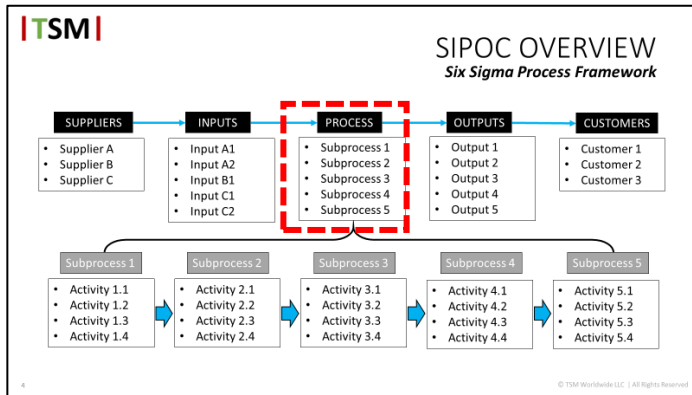 |TSM|
SIPOC OVERVIEW
Six Sigma Process Framework
SUPPLIERS
INPUTS
PROCESS
OUTPUTS
CUSTOMERS
• Supplier A
• Supplier B
• Supplier C
• Input A1
• Input A2
• Input B1
• Input C1
• Input C2
• Subprocess 1
• Subprocess 2
• Subprocess 3
• Subprocess 4
• Subprocess 5
• Output 1
• Output 2
• Output 3
• Output 4
• Output 5
• Customer 1
• Customer 2
• Customer 3
Subprocess 1
Subprocess 2
Subprocess 3
Subprocess 4
Subprocess 5
• Activity 1.1
• Activity 1.2
• Activity 1.3
• Activity 1.4
• Activity 2.1
• Activity 2.2
• Activity 2.3
• Activity 2.4
• Activity 3.1
• Activity 3.2
• Activity 3.3
• Activity 3.4
• Activity 4.1
• Activity 4.2
• Activity 4.3
• Activity 4.4
• Activity 5.1
• Activity 5.2
• Activity 5.3
• Activity 5.4
4
© TSM Worldwide LLC | All Rights Reserved